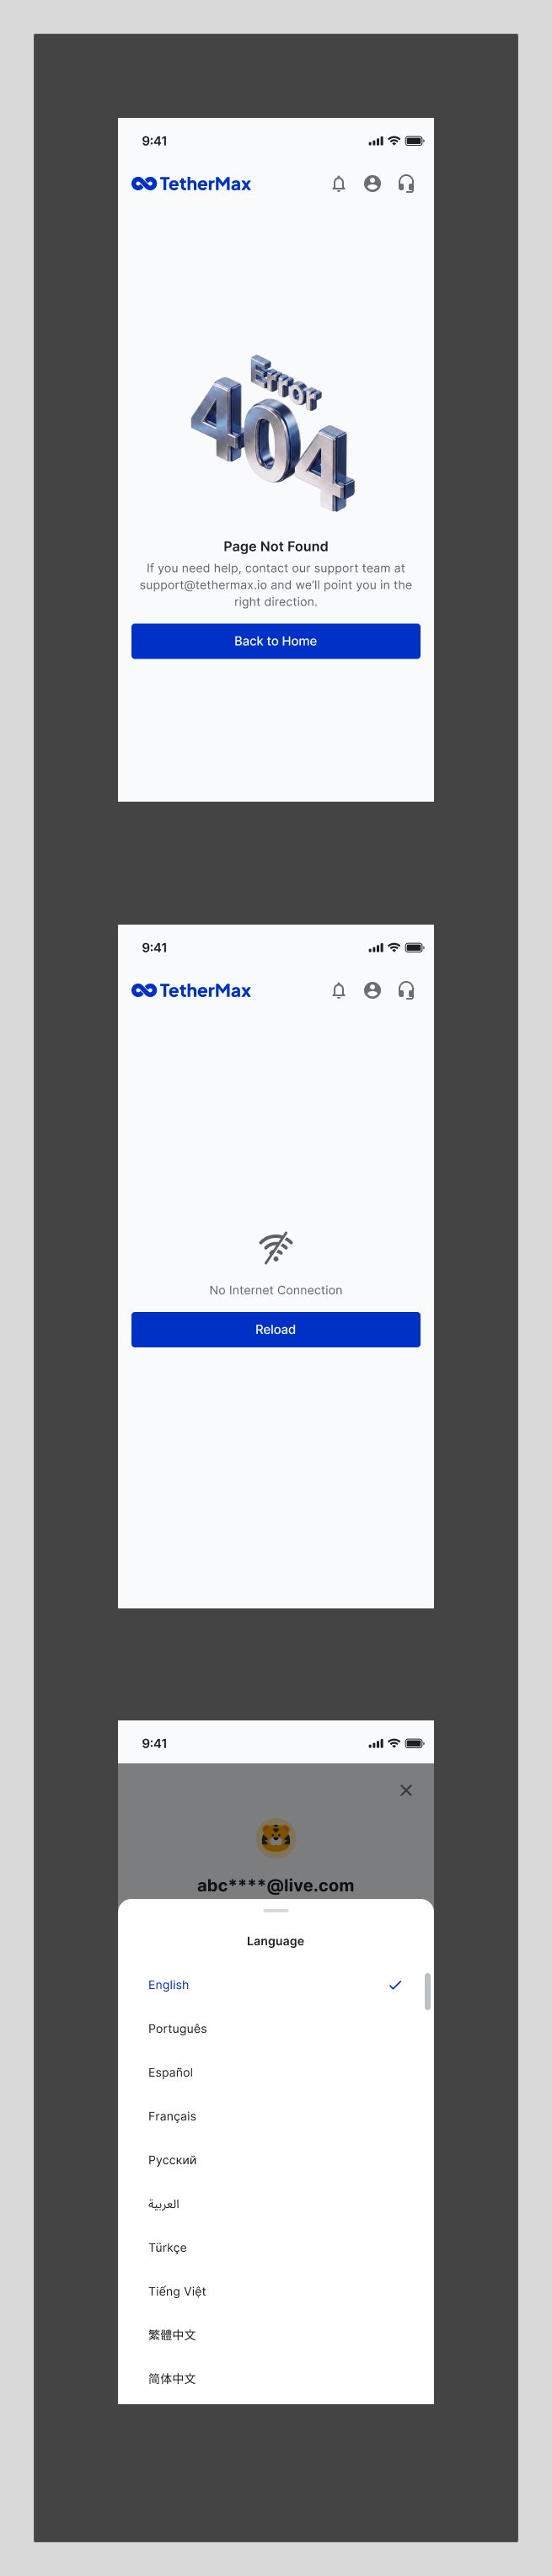 9:41
TetherMax
Error
404
Page Not Found
If you need help, contact our support team at
support@tethermax.io and we'll point you in the
right direction.
Back to Home
9:41
TetherMax
No Internet Connection
Reload
9:41
abc****@live.com
Language
English
Português
Español
Français
Русский
العربية
Türkçe
Tiếng Việt
繁體中文
简体中文